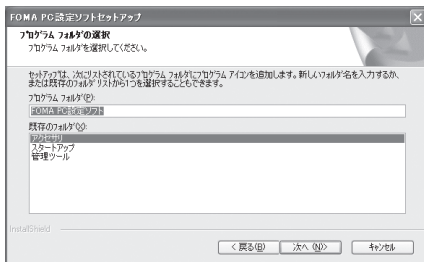 FOMA PC設定ソフトセットアップ
プログラム フォルダの選択
プログラム フォルダを選択してください。
セットアップは、次にリストされているプログラム フォルダにプログラム アイコンを追加します。新しいフォルダ名を入力するか、
または既存のフォルダ リストから1つを選択することもできます。
プログラム フォルダ(P):
FOMA PC設定ソフト
既存のフォルダ(X):
アクセサリ
スタートアップ
管理ツール
InstallShield
< 戻る(B)
次へ (N)>
キャンセル